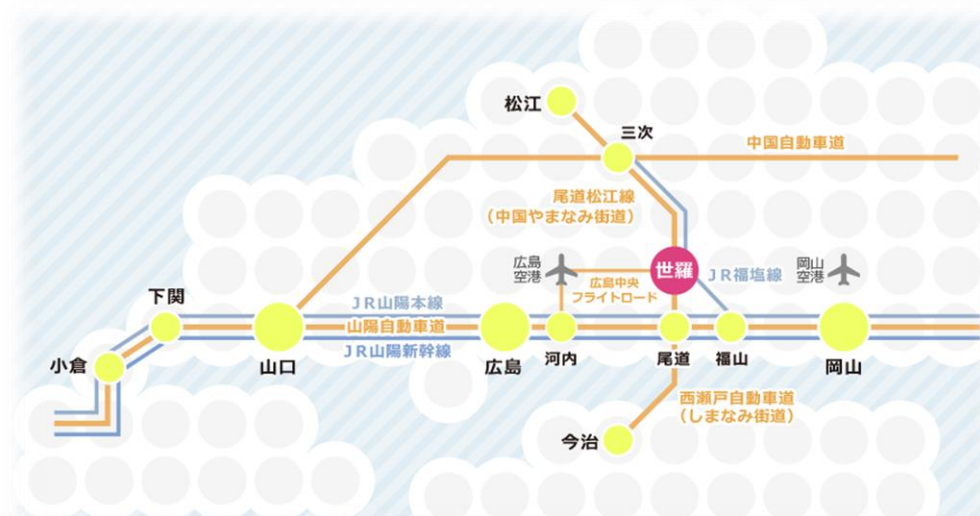 松江
三次
中国自動車道
尾道松江線
（中国やまなみ街道）
広島
空港
世羅
JR福塩線
岡山
空港
広島中央
フライトロード
下関
JR山陽本線
山陽自動車道
JR山陽新幹線
小倉
山口
広島
河内
尾道
福山
岡山
西瀬戸自動車道
（しまなみ街道）
今治